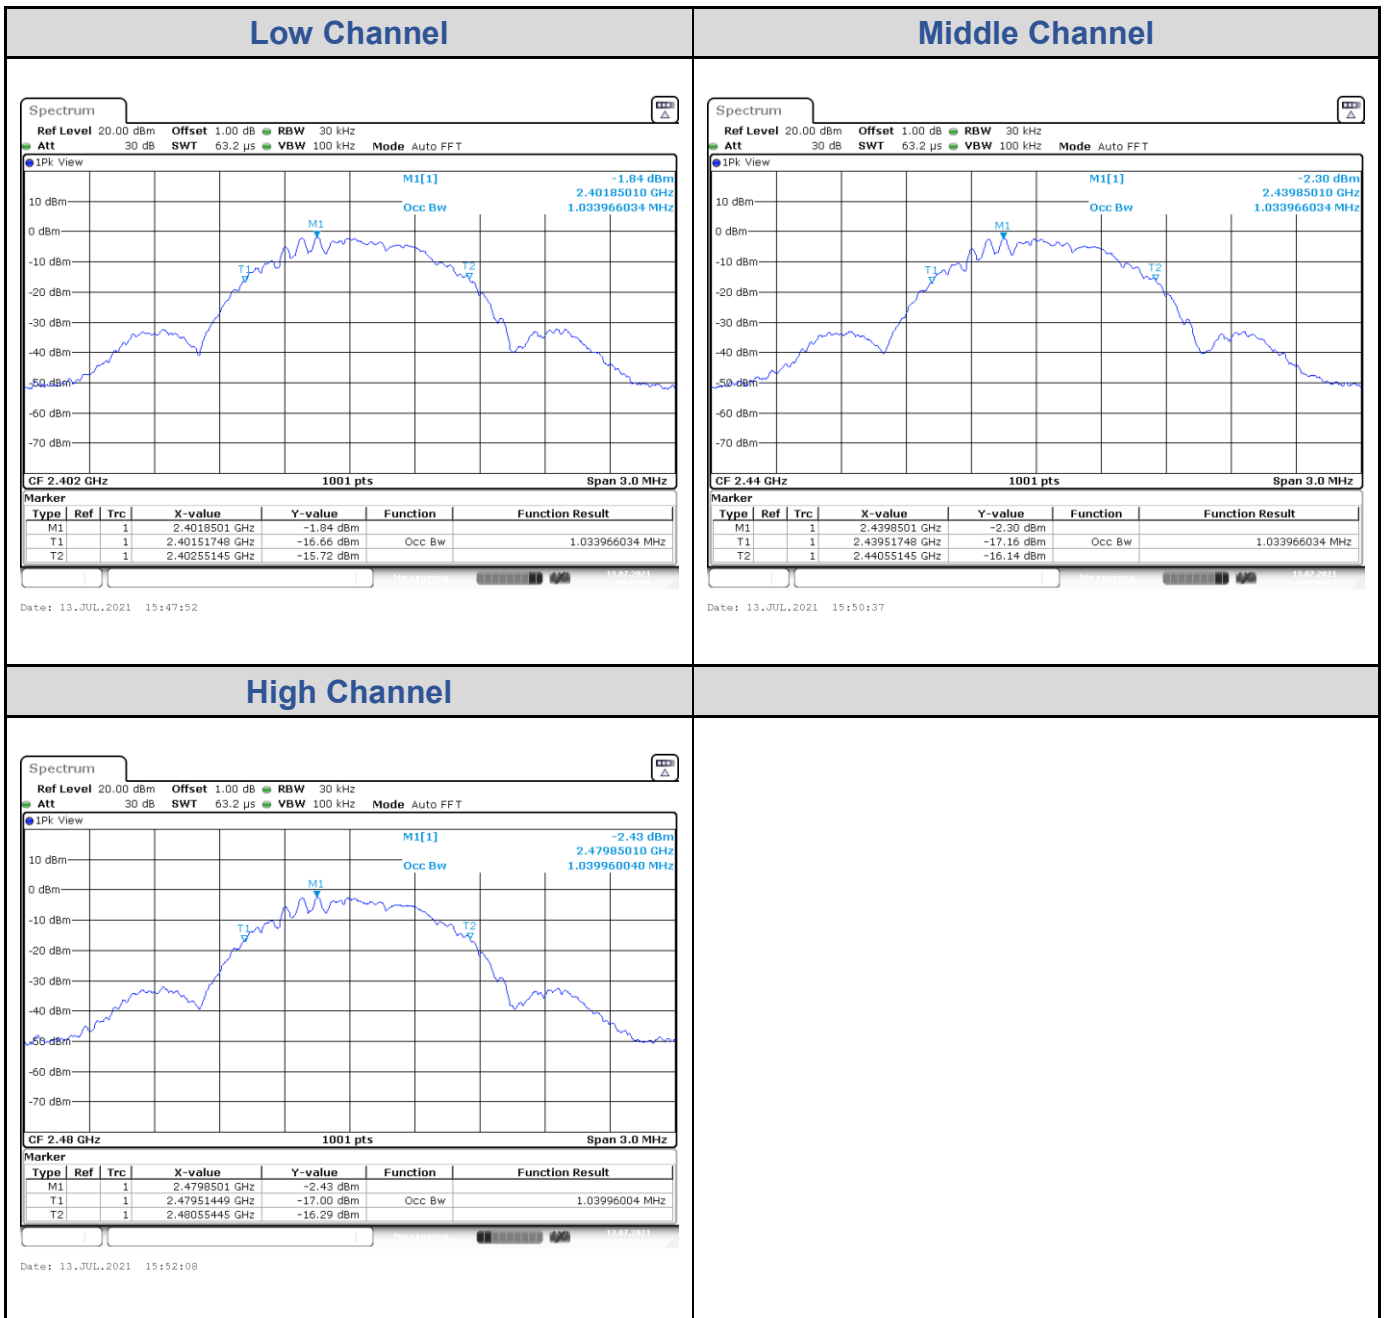 Low Channel
Middle Channel
Spectrum
Ref Level 20.00 dBm Offset 1.00 dB RBW 30 kHz
Att 30 dB SWT 63.2 µs VBW 100 kHz Mode Auto FFT
1Pk View
M1[1] -1.84 dBm
2.40185010 GHz
Occ Bw 1.033966034 MHz
10 dBm
0 dBm
-10 dBm
-20 dBm
-30 dBm
-40 dBm
-50 dBm
-60 dBm
-70 dBm
M1
T1
T2
CF 2.402 GHz 1001 pts Span 3.0 MHz
Marker
Type Ref Trc X-value Y-value Function Function Result
M1 1 2.4018501 GHz -1.84 dBm
T1 1 2.40151748 GHz -16.66 dBm Occ Bw 1.033966034 MHz
T2 1 2.40255145 GHz -15.72 dBm
Measuring 13.07.2021
Date: 13.JUL.2021 15:47:52
Spectrum
Ref Level 20.00 dBm Offset 1.00 dB RBW 30 kHz
Att 30 dB SWT 63.2 µs VBW 100 kHz Mode Auto FFT
1Pk View
M1[1] -2.30 dBm
2.43985010 GHz
Occ Bw 1.033966034 MHz
10 dBm
0 dBm
-10 dBm
-20 dBm
-30 dBm
-40 dBm
-50 dBm
-60 dBm
-70 dBm
M1
T1
T2
CF 2.44 GHz 1001 pts Span 3.0 MHz
Marker
Type Ref Trc X-value Y-value Function Function Result
M1 1 2.4398501 GHz -2.30 dBm
T1 1 2.43951748 GHz -17.16 dBm Occ Bw 1.033966034 MHz
T2 1 2.44055145 GHz -16.14 dBm
Measuring 13.07.2021
Date: 13.JUL.2021 15:50:37
High Channel
Spectrum
Ref Level 20.00 dBm Offset 1.00 dB RBW 30 kHz
Att 30 dB SWT 63.2 µs VBW 100 kHz Mode Auto FFT
1Pk View
M1[1] -2.43 dBm
2.47985010 GHz
Occ Bw 1.039960040 MHz
10 dBm
0 dBm
-10 dBm
-20 dBm
-30 dBm
-40 dBm
-50 dBm
-60 dBm
-70 dBm
M1
T1
T2
CF 2.48 GHz 1001 pts Span 3.0 MHz
Marker
Type Ref Trc X-value Y-value Function Function Result
M1 1 2.4798501 GHz -2.43 dBm
T1 1 2.47951449 GHz -17.00 dBm Occ Bw 1.03996004 MHz
T2 1 2.48055445 GHz -16.29 dBm
Measuring 13.07.2021
Date: 13.JUL.2021 15:52:08